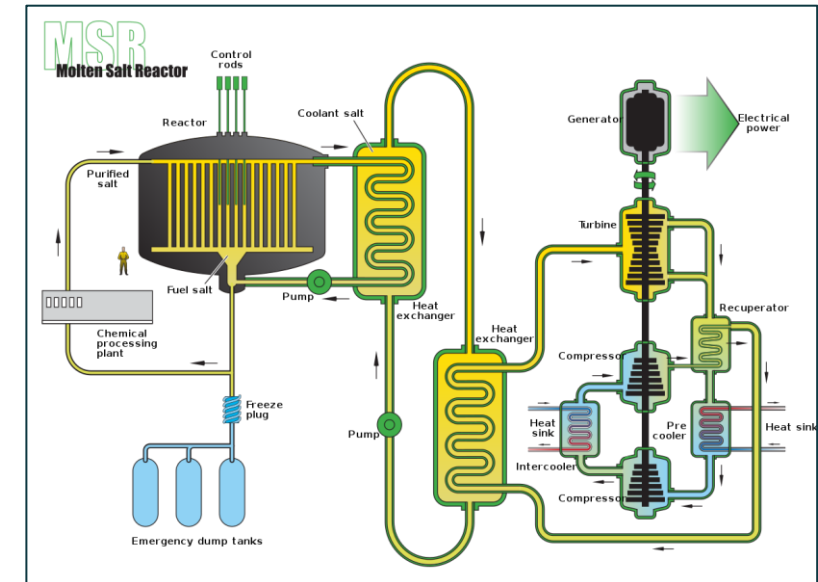 MSR
Molten Salt Reactor
Control
rods
Reactor
Coolant salt
Purified
salt
Fuel salt
Pump
Heat
exchanger
Chemical
processing
plant
Freeze
plug
Emergency dump tanks
Pump
Heat
exchanger
Generator
Electrical
power
Turbine
Recuperator
Compressor
Heat
sink
Intercooler
Pre
cooler
Heat sink
Compressor